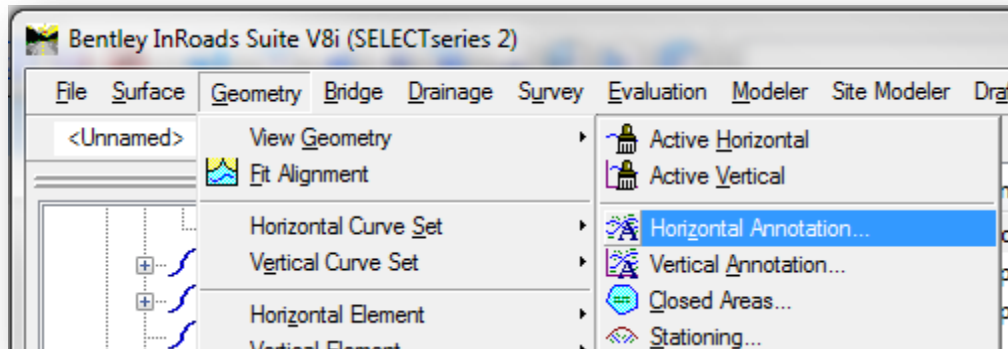 Bentley InRoads Suite V8i (SELECTseries 2)
File Surface Geometry Bridge Drainage Survey Evaluation Modeler Site Modeler
<Unnamed>
View Geometry
Fit Alignment
Horizontal Curve Set
Vertical Curve Set
Horizontal Element
Vertical Element
Active Horizontal
Active Vertical
Horizontal Annotation...
Vertical Annotation...
Closed Areas...
Stationing...